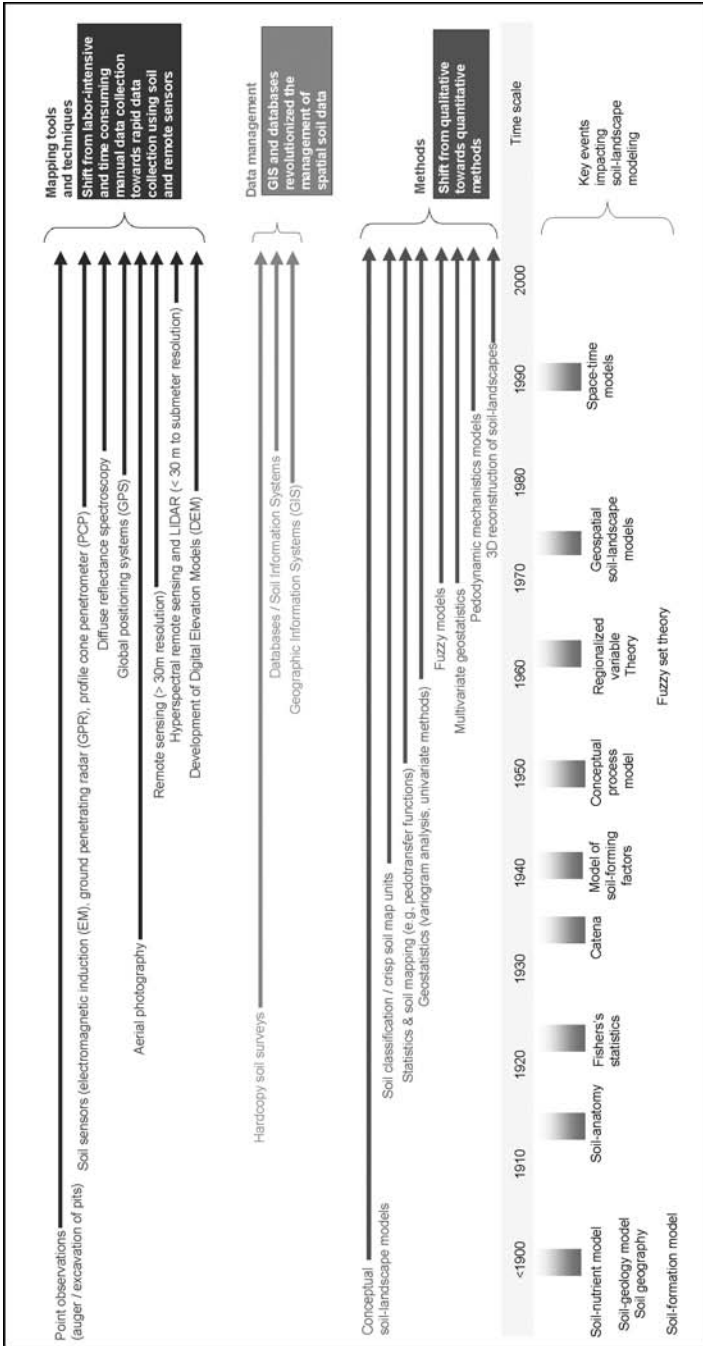 Mapping tools
and techniques
Shift from labor-intensive
and time consuming
manual data collection
towards rapid data
collection using soil
and remote sensors
Point observations
(auger / excavation of pits)
Soil sensors (electromagnetic induction (EM), ground penetrating radar (GPR), profile cone penetrometer (PCP)
Diffuse reflectance spectroscopy
Global positioning systems (GPS)
Aerial photography
Remote sensing (> 30m resolution)
Hyperspectral remote sensing and LIDAR (< 30 m to submeter resolution)
Development of Digital Elevation Models (DEM)
Data management
GIS and databases
revolutionized the
management of
spatial soil data
Hardcopy soil surveys
Databases / Soil Information Systems
Geographic Information Systems (GIS)
Methods
Shift from qualitative
towards quantitative
methods
Conceptual
soil-landscape models
Soil classification / crisp soil map units
Statistics & soil mapping (e.g., pedotransfer functions)
Geostatistics (variogram analysis, univariate methods)
Fuzzy models
Multivariate geostatistics
Pedodynamic mechanistics models
3D reconstruction of soil-landscapes
<1900 1910 1920 1930 1940 1950 1960 1970 1980 1990 2000 Time scale
Soil-nutrient model
Soil-geology model
Soil geography
Soil-formation model
Soil-anatomy
Fishers's
statistics
Catena
Model of
soil-forming
factors
Conceptual
process
model
Regionalized
variable
Theory
Fuzzy set theory
Geospatial
soil-landscape
models
Space-time
models
Key events
impacting
soil-landscape
modeling